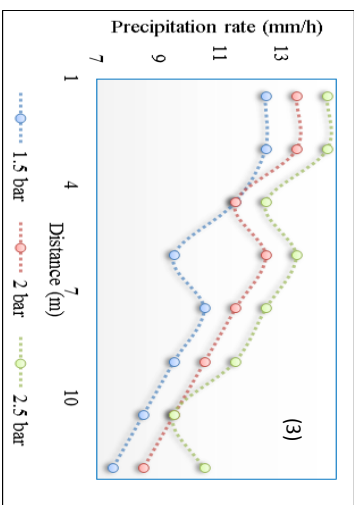 Precipitation rate (mm/h)
7
9
11
13
1
4
7
10
Distance (m)
(3)
1.5 bar
2 bar
2.5 bar